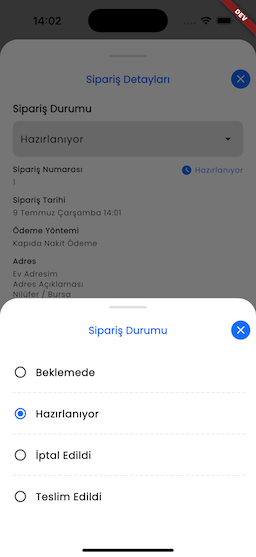 14:02
DEV
Sipariş Detayları
Sipariş Durumu
Hazırlanıyor
Sipariş Numarası
Hazırlanıyor
1
Sipariş Tarihi
9 Temmuz Çarşamba 14:01
Ödeme Yöntemi
Kapıda Nakit Ödeme
Adres
Ev Adresim
Adres Açıklaması
Nilüfer / Bursa
Sipariş Durumu
Beklemede
Hazırlanıyor
İptal Edildi
Teslim Edildi